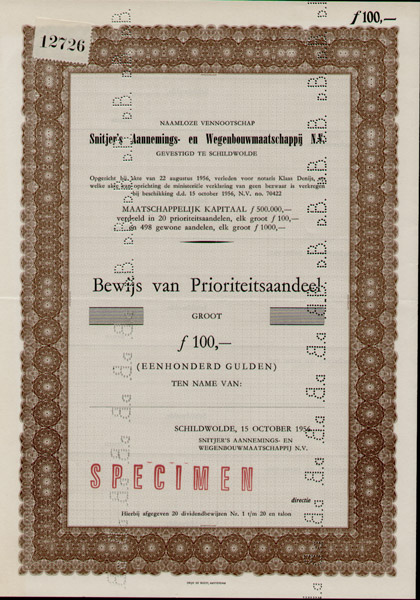 f 100,—
12726
NAAMLOZE VENNOOTSCHAP
Snitjer's Aannemings- en Wegenbouwmaatschappij N.V.
GEVESTIGD TE SCHILDWOLDE
Opgericht bij akte van 22 augustus 1956, verleden voor notaris Klaas Doati, op
welke akte van oprichting de ministeriële verklaring van geen bezwaar is verkregen
bij beschikking d.d. 15 october 1956, N.V. no. 70422
MAATSCHAPPELIJK KAPITAAL f 500.000,—
verdeeld in 20 prioriteitsaandelen, elk groot f 100,—
en 498 gewone aandelen, elk groot f 1000,—
Bewijs van Prioriteitsaandeel
GROOT
f 100,—
(EENHONDERD GULDEN)
TEN NAME VAN:
SCHILDWOLDE, 15 OCTOBER 1956
SNITJER'S AANNEMINGS- EN
WEGENBOUWMAATSCHAPPIJ N.V.
SPECIMEN
directie
Hierbij afgegeven 20 dividendbewijzen Nr. 1 t/m 20 en talon